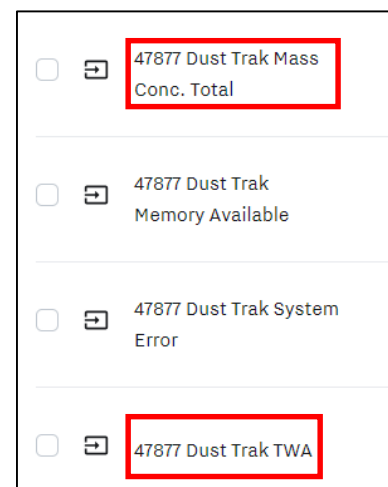 47877 Dust Trak Mass
Conc. Total
47877 Dust Trak
Memory Available
47877 Dust Trak System
Error
47877 Dust Trak TWA